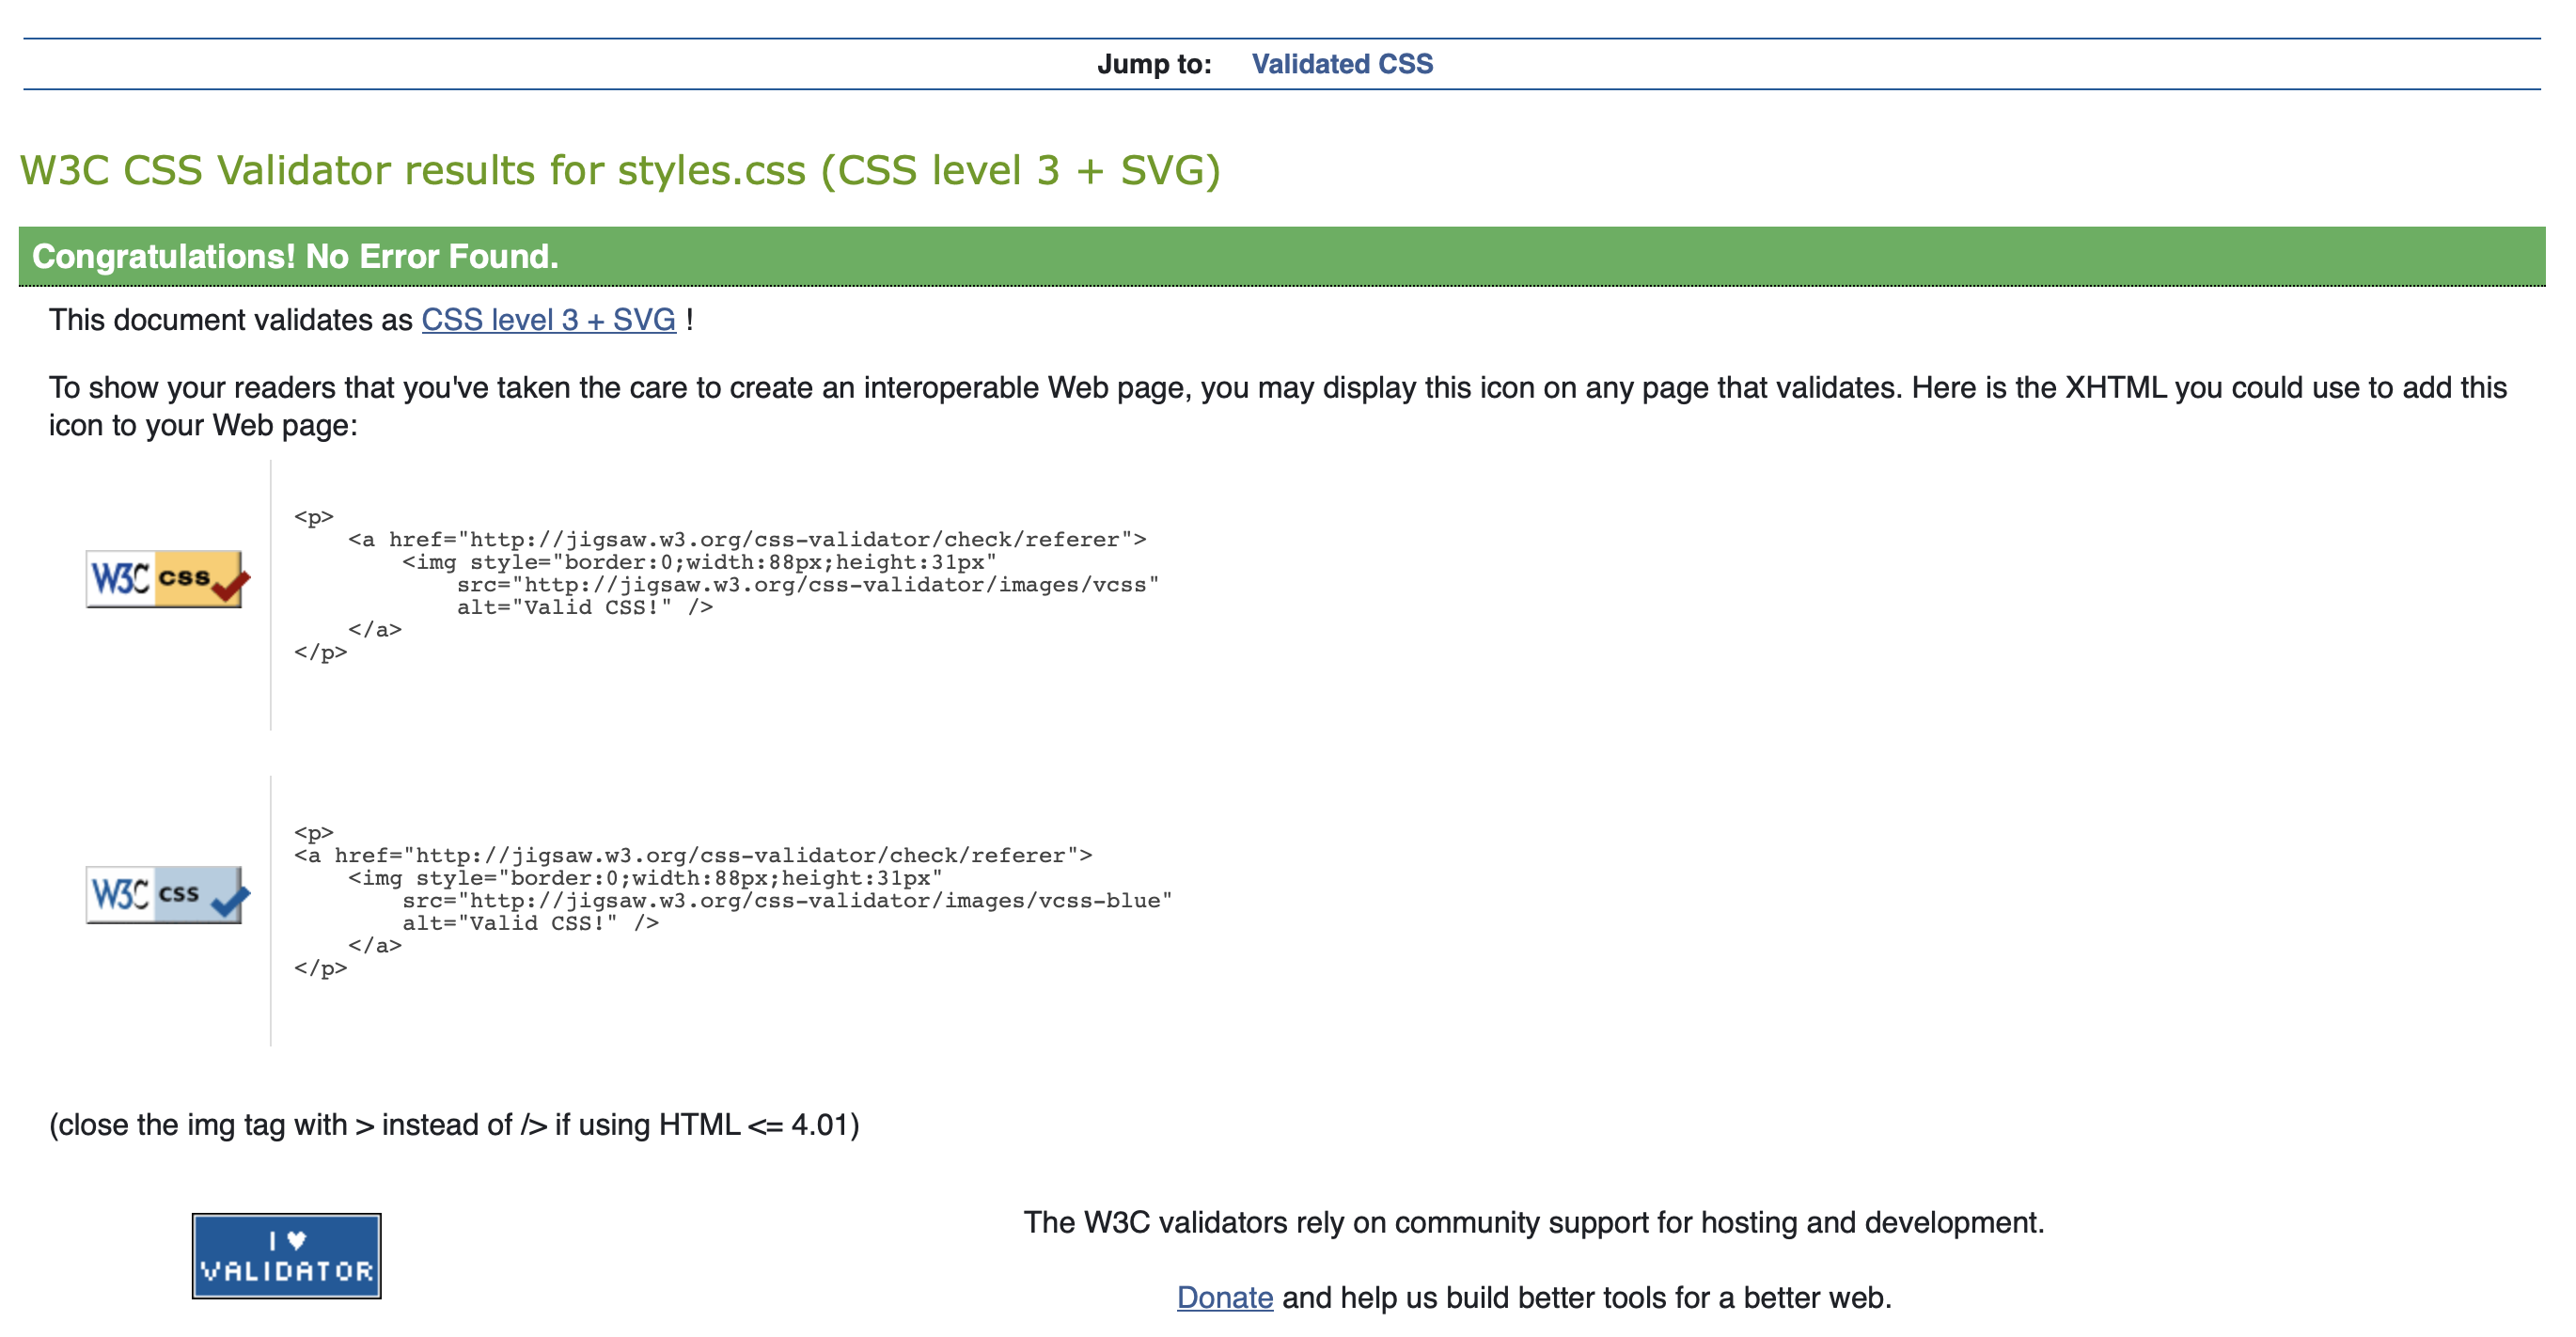 Jump to: Validated CSS
W3C CSS Validator results for styles.css (CSS level 3 + SVG)
Congratulations! No Error Found.
This document validates as CSS level 3 + SVG !
To show your readers that you've taken the care to create an interoperable Web page, you may display this icon on any page that validates. Here is the XHTML you could use to add this
icon to your Web page:
W3C css
<p>
    <a href="http://jigsaw.w3.org/css-validator/check/referer">
        <img style="border:0;width:88px;height:31px"
            src="http://jigsaw.w3.org/css-validator/images/vcss"
            alt="Valid CSS!" />
    </a>
</p>
W3C css
<p>
<a href="http://jigsaw.w3.org/css-validator/check/referer">
    <img style="border:0;width:88px;height:31px"
        src="http://jigsaw.w3.org/css-validator/images/vcss-blue"
        alt="Valid CSS!" />
    </a>
</p>
(close the img tag with > instead of /> if using HTML <= 4.01)
I ♥
VALIDATOR
The W3C validators rely on community support for hosting and development.
Donate and help us build better tools for a better web.